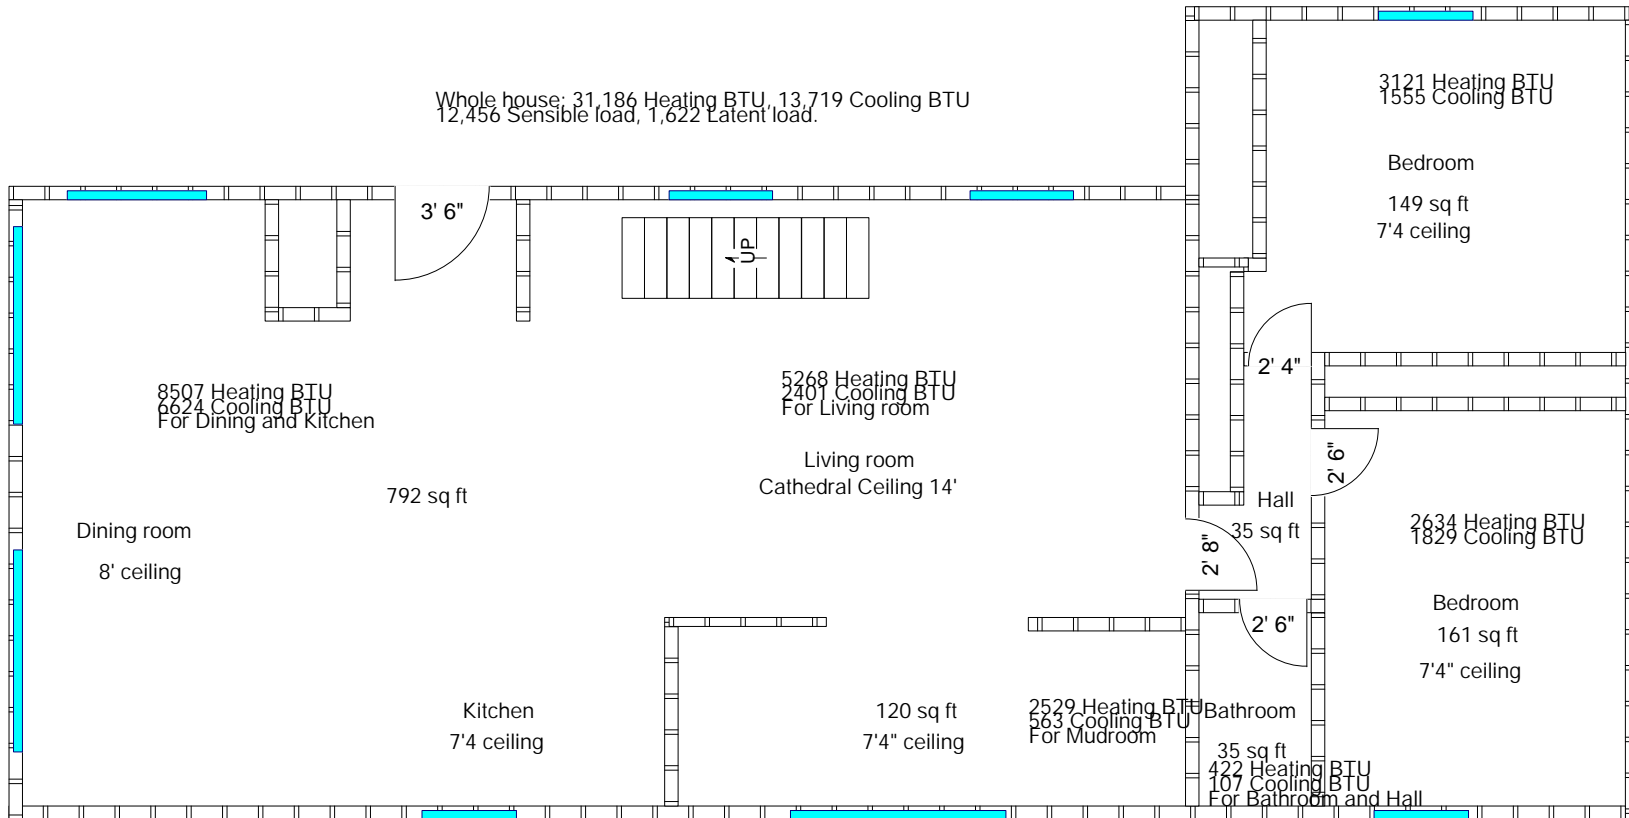 Whole house; 31,186 Heating BTU, 13,719 Cooling BTU
12,456 Sensible load, 1,622 Latent load.
3121 Heating BTU
1555 Cooling BTU
Bedroom
149 sq ft
7'4 ceiling
3' 6"
UP
2' 4"
8507 Heating BTU
6624 Cooling BTU
For Dining and Kitchen
5268 Heating BTU
2401 Cooling BTU
For Living room
Living room
Cathedral Ceiling 14'
792 sq ft
Dining room
8' ceiling
2' 6"
Hall
35 sq ft
2' 8"
2634 Heating BTU
1829 Cooling BTU
Bedroom
161 sq ft
7'4" ceiling
2' 6"
Kitchen
7'4 ceiling
120 sq ft
7'4" ceiling
2529 Heating BTU
563 Cooling BTU
For Mudroom
Bathroom
35 sq ft
422 Heating BTU
107 Cooling BTU
For Bathroom and Hall